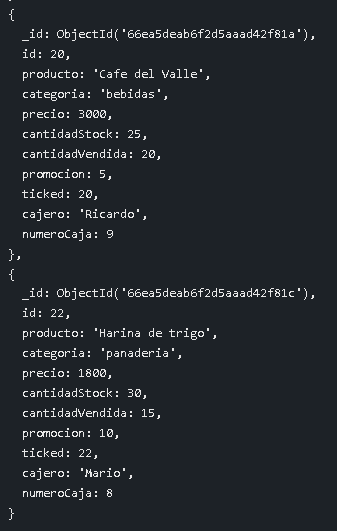 {
  _id: ObjectId('66ea5deab6f2d5aaad42f81a'),
  id: 20,
  producto: 'Cafe del Valle',
  categoria: 'bebidas',
  precio: 3000,
  cantidadStock: 25,
  cantidadVendida: 20,
  promocion: 5,
  ticked: 20,
  cajero: 'Ricardo',
  numeroCaja: 9
},
{
  _id: ObjectId('66ea5deab6f2d5aaad42f81c'),
  id: 22,
  producto: 'Harina de trigo',
  categoria: 'panaderia',
  precio: 1800,
  cantidadStock: 30,
  cantidadVendida: 15,
  promocion: 10,
  ticked: 22,
  cajero: 'Mario',
  numeroCaja: 8
}